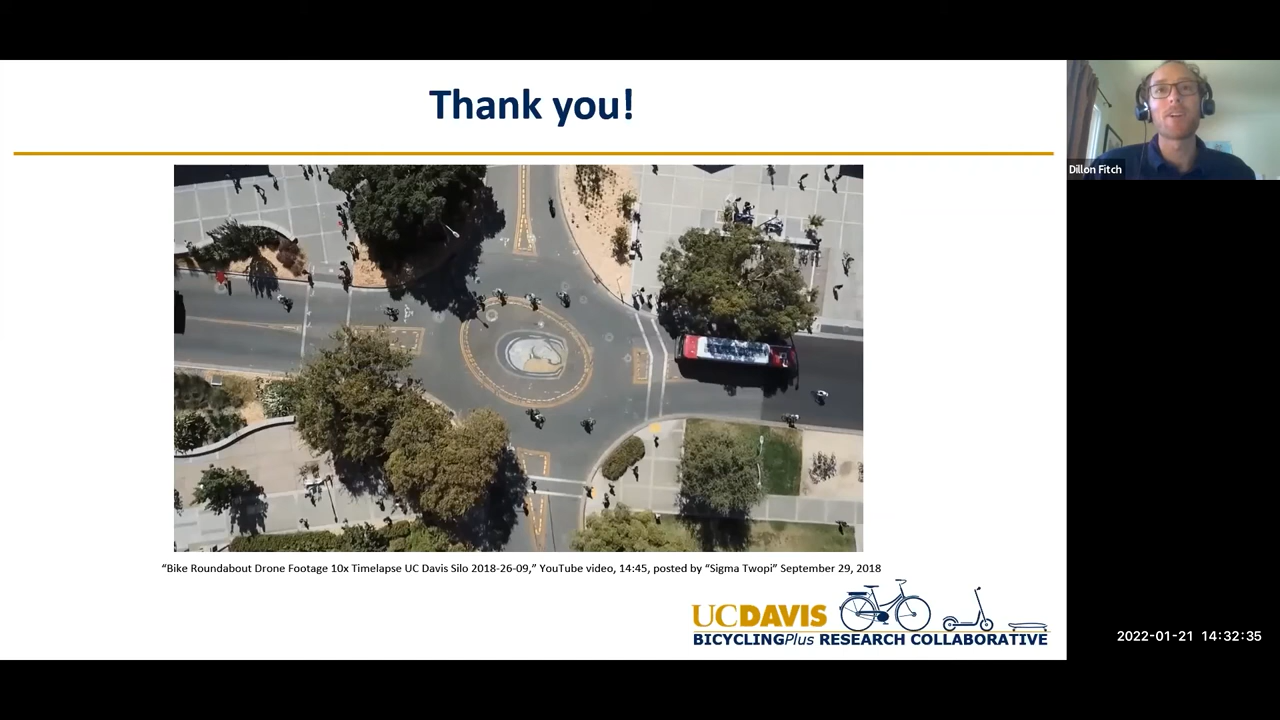 Thank you!
Dillon Fitch
“Bike Roundabout Drone Footage 10x Timelapse UC Davis Silo 2018-26-09,” YouTube video, 14:45, posted by “Sigma Twopi” September 29, 2018
UCDAVIS
BICYCLINGPlus RESEARCH COLLABORATIVE
2022-01-21 14:32:35